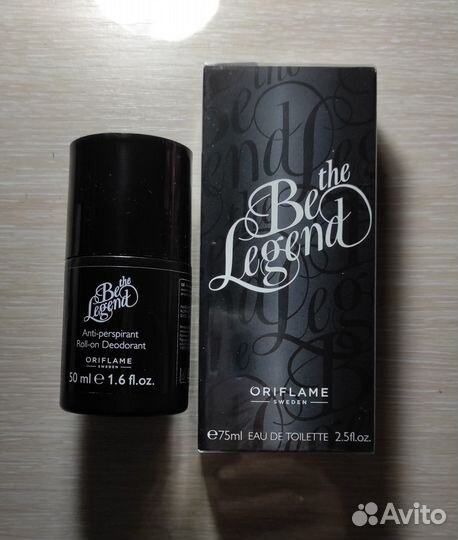 Be the
Legend
Anti-perspirant
Roll-on Deodorant
ORIFLAME
SWEDEN
50 ml ℮ 1.6 fl.oz.
Be the
Legend
ORIFLAME
SWEDEN
℮75ml EAU DE TOILETTE 2.5fl.oz.
Avito